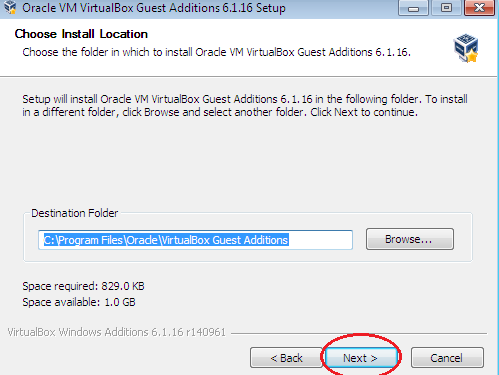 Oracle VM VirtualBox Guest Additions 6.1.16 Setup
Choose Install Location
Choose the folder in which to install Oracle VM VirtualBox Guest Additions 6.1.16.
Setup will install Oracle VM VirtualBox Guest Additions 6.1.16 in the following folder. To install
in a different folder, click Browse and select another folder. Click Next to continue.
Destination Folder
C:\Program Files\Oracle\VirtualBox Guest Additions
Browse...
Space required: 829.0 KB
Space available: 1.0 GB
VirtualBox Windows Additions 6.1.16 r140961
< Back
Next >
Cancel